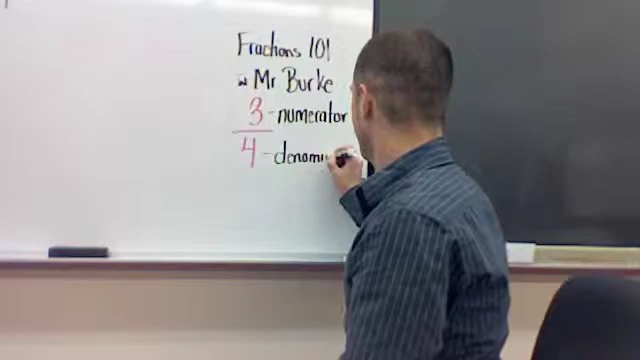 Fractions 101
w Mr Burke
3 - numerator
4 - denomi